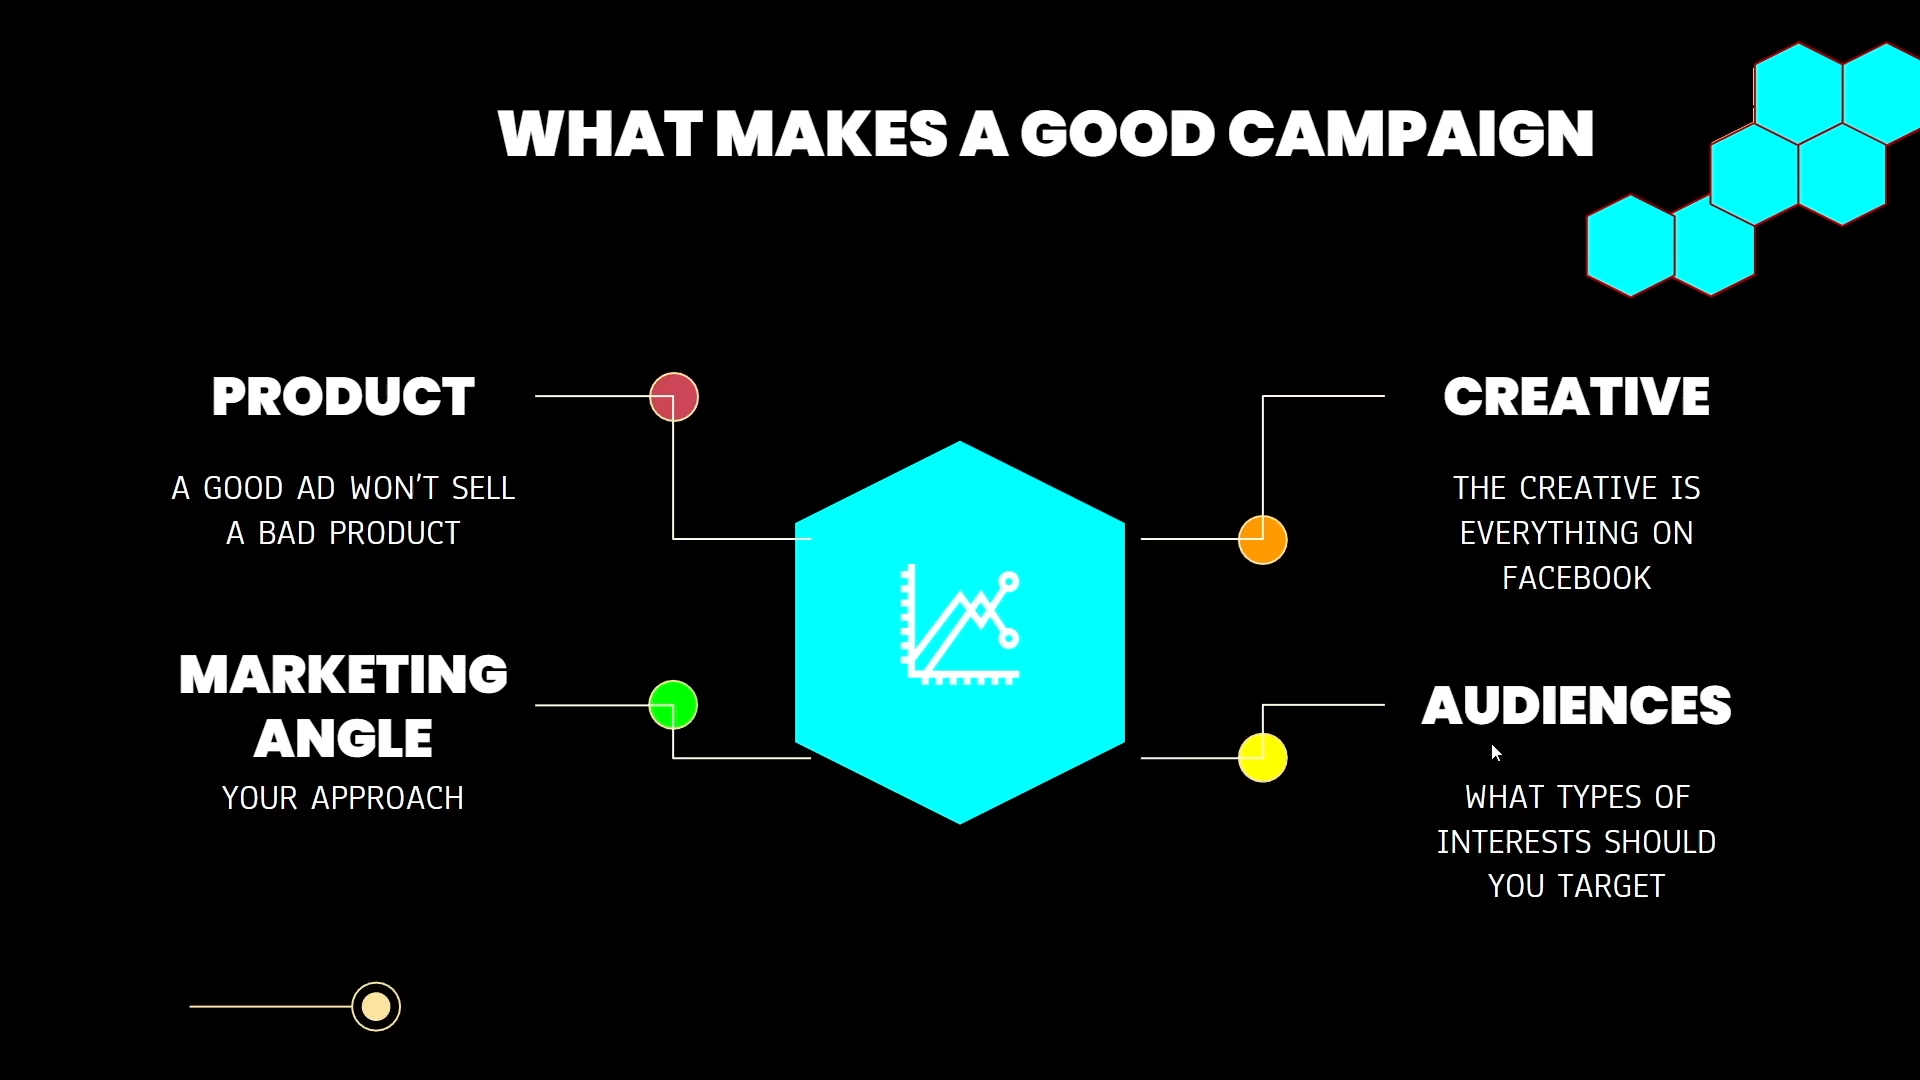 WHAT MAKES A GOOD CAMPAIGN
PRODUCT
A GOOD AD WON'T SELL
A BAD PRODUCT
MARKETING
ANGLE
YOUR APPROACH
CREATIVE
THE CREATIVE IS
EVERYTHING ON
FACEBOOK
AUDIENCES
WHAT TYPES OF
INTERESTS SHOULD
YOU TARGET